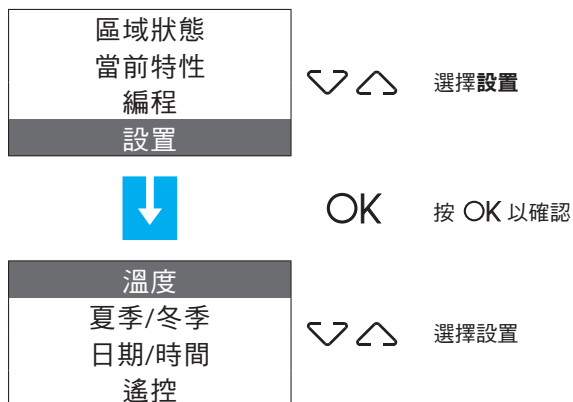 區域狀態
當前特性
編程
設置
選擇設置
OK
按 OK 以確認
溫度
夏季/冬季
日期/時間
遙控
選擇設置